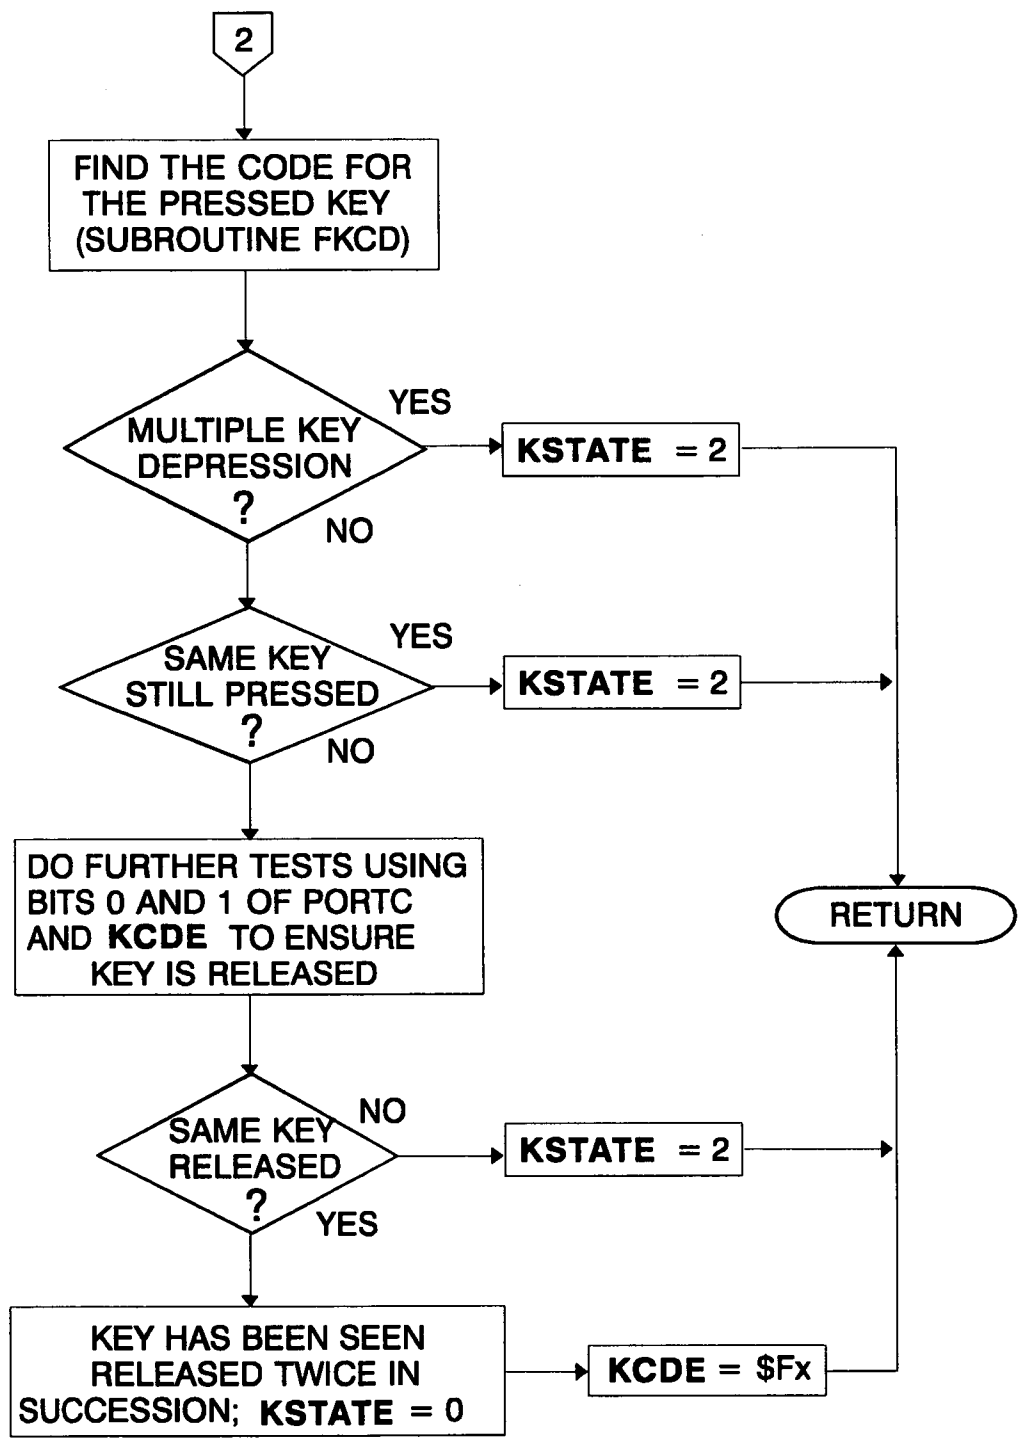 2
FIND THE CODE FOR
THE PRESSED KEY
(SUBROUTINE FKCD)
YES
MULTIPLE KEY
DEPRESSION
?
NO
KSTATE = 2
YES
SAME KEY
STILL PRESSED
?
NO
KSTATE = 2
DO FURTHER TESTS USING
BITS 0 AND 1 OF PORTC
AND KCDE TO ENSURE
KEY IS RELEASED
RETURN
NO
SAME KEY
RELEASED
?
YES
KSTATE = 2
KEY HAS BEEN SEEN
RELEASED TWICE IN
SUCCESSION; KSTATE = 0
KCDE = $Fx